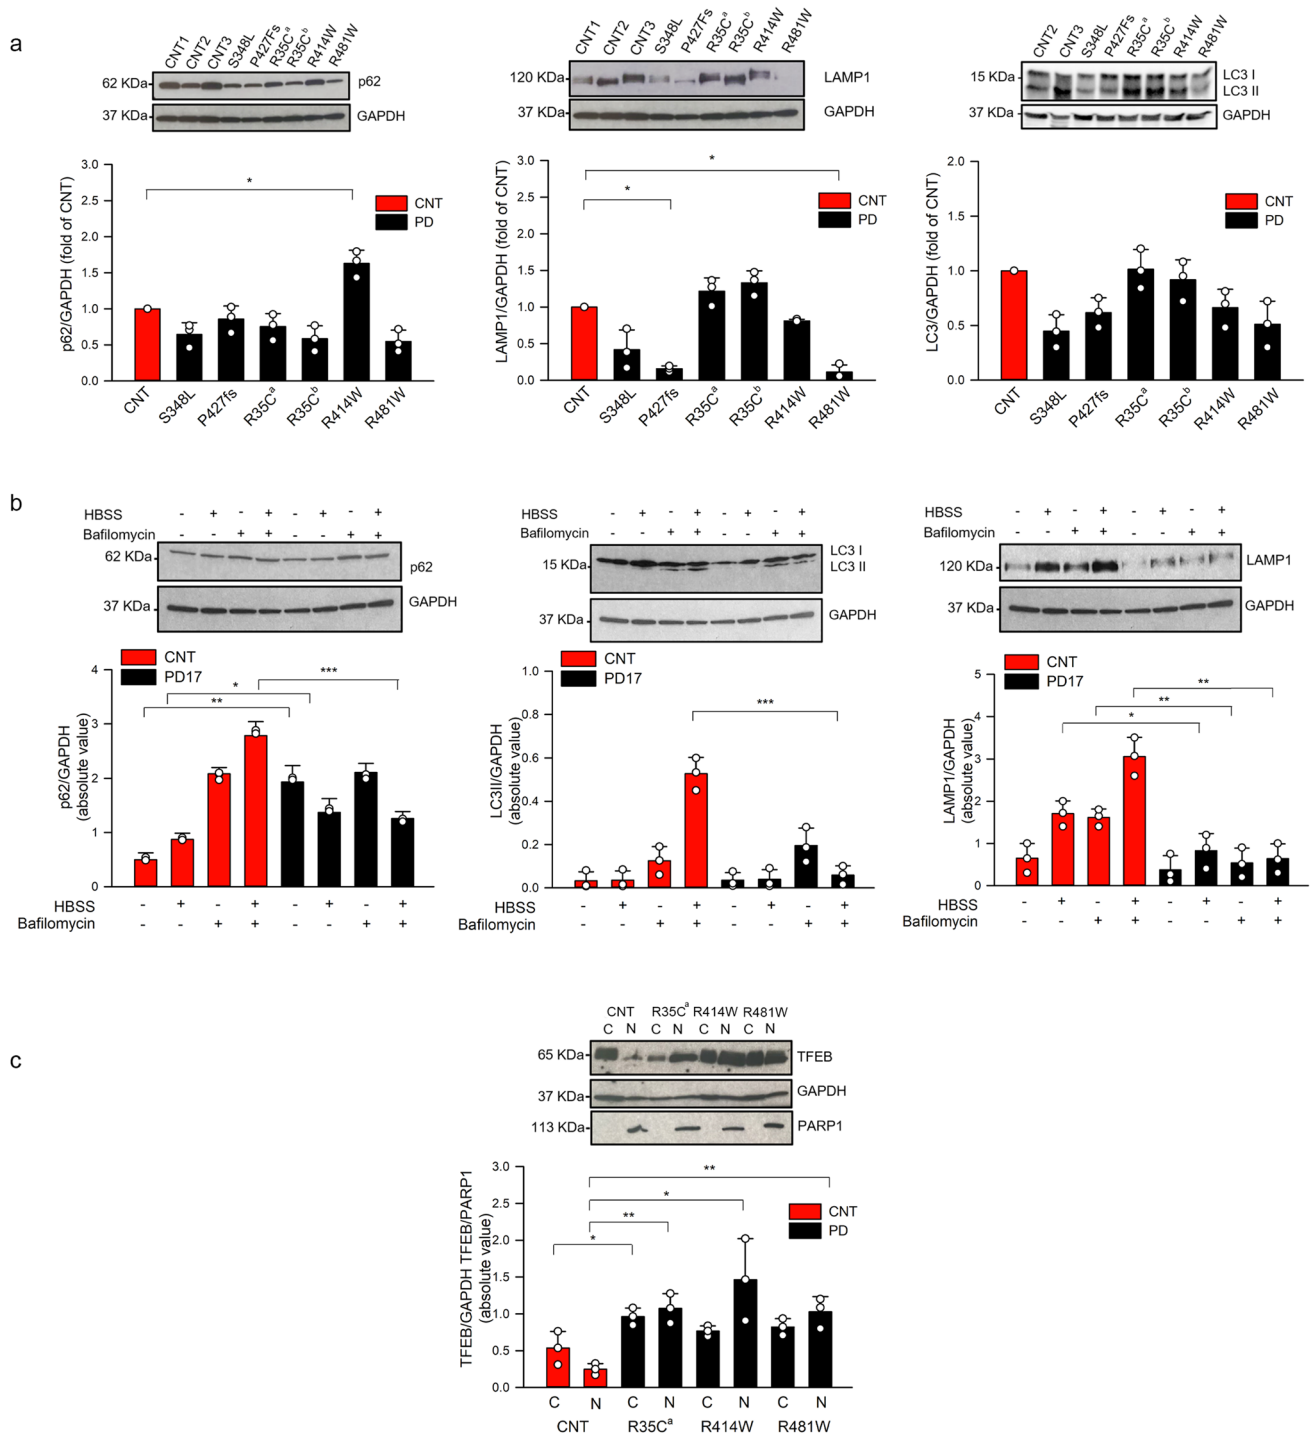 a
CNT1 CNT2 CNT3 S348L P427Fs R35Cᵃ R35Cᵇ R414W R481W
62 KDa p62
37 KDa GAPDH
3.0
2.5
2.0
1.5
1.0
0.5
0.0
p62/GAPDH (fold of CNT)
*
CNT
PD
CNT S348L P427fs R35Cᵃ R35Cᵇ R414W R481W
CNT1 CNT2 CNT3 S348L P427Fs R35Cᵃ R35Cᵇ R414W R481W
120 KDa LAMP1
37 KDa GAPDH
3.0
2.5
2.0
1.5
1.0
0.5
0.0
LAMP1/GAPDH (fold of CNT)
*
*
CNT
PD
CNT S348L P427fs R35Cᵃ R35Cᵇ R414W R481W
CNT2 CNT3 S348L P427Fs R35Cᵃ R35Cᵇ R414W R481W
15 KDa LC3 I
LC3 II
37 KDa GAPDH
2.0
1.5
1.0
0.5
0.0
LC3/GAPDH (fold of CNT)
CNT
PD
CNT S348L P427fs R35Cᵃ R35Cᵇ R414W R481W
b
HBSS - + - + - + - +
Bafilomycin - - + + - - + +
62 KDa p62
37 KDa GAPDH
CNT
PD17
4
3
2
1
0
p62/GAPDH
(absolute value)
***
*
**
HBSS - + - + - + - +
Bafilomycin - - + + - - + +
HBSS - + - + - + - +
Bafilomycin - - + + - - + +
15 KDa LC3 I
LC3 II
37 KDa GAPDH
CNT
PD17
1.0
0.8
0.6
0.4
0.2
0.0
LC3II/GAPDH
(absolute value)
***
HBSS - + - + - + - +
Bafilomycin - - + + - - + +
HBSS - + - + - + - +
Bafilomycin - - + + - - + +
120 KDa LAMP1
37 KDa GAPDH
CNT
PD17
5
4
3
2
1
0
LAMP1/GAPDH
(absolute value)
**
**
*
HBSS - + - + - + - +
Bafilomycin - - + + - - + +
c
CNT R35Cᵃ R414W R481W
C N C N C N C N
65 KDa TFEB
37 KDa GAPDH
113 KDa PARP1
3.0
2.5
2.0
1.5
1.0
0.5
0.0
TFEB/GAPDH TFEB/PARP1
(absolute value)
**
*
**
*
CNT
PD
C N C N C N C N
CNT R35Cᵃ R414W R481W